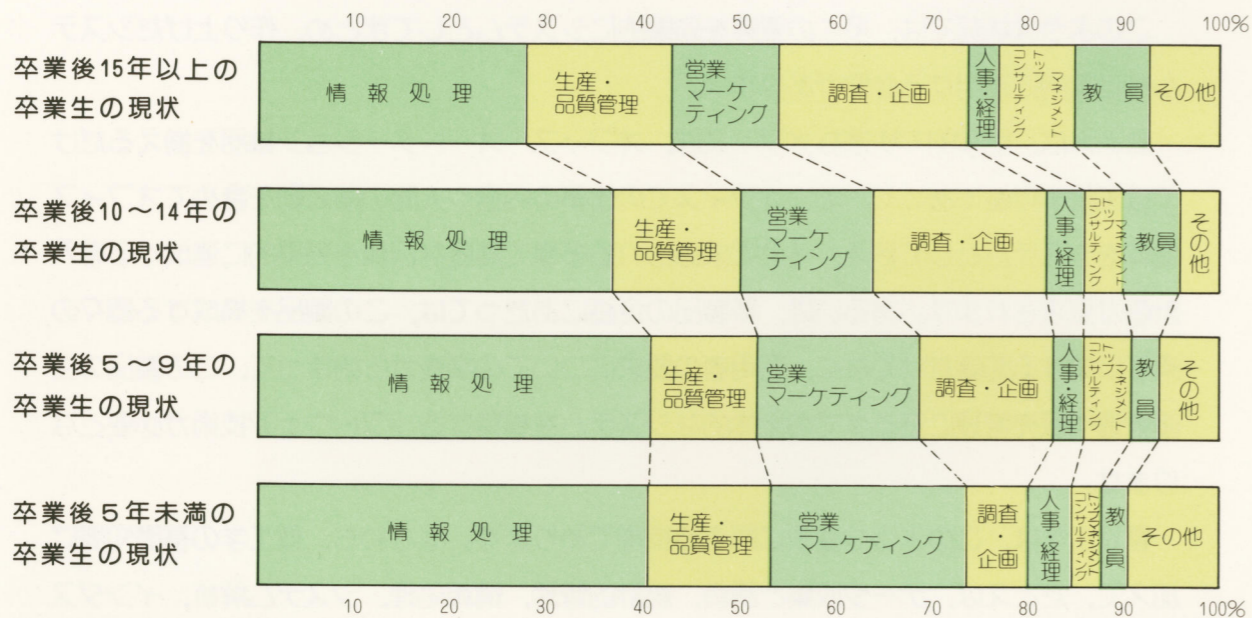 10 20 30 40 50 60 70 80 90 100%
卒業後15年以上の
卒業生の現状
情報処理
生産・
品質管理
営業
マーケ
ティング
調査・企画
人事・経理
トップ
マネジメント
コンサルティング
教員
その他
卒業後10～14年の
卒業生の現状
情報処理
生産・
品質管理
営業
マーケ
ティング
調査・企画
人事・経理
トップ
マネジメント
コンサルティング
教員
その他
卒業後5～9年の
卒業生の現状
情報処理
生産・
品質管理
営業
マーケティング
調査・企画
人事・経理
トップ
マネジメント
コンサルティング
教員
その他
卒業後5年未満の
卒業生の現状
情報処理
生産・
品質管理
営業
マーケティング
調査
・
企画
人事・経理
トップマネジメント
コンサルティング
教員
その他
10 20 30 40 50 60 70 80 90 100%